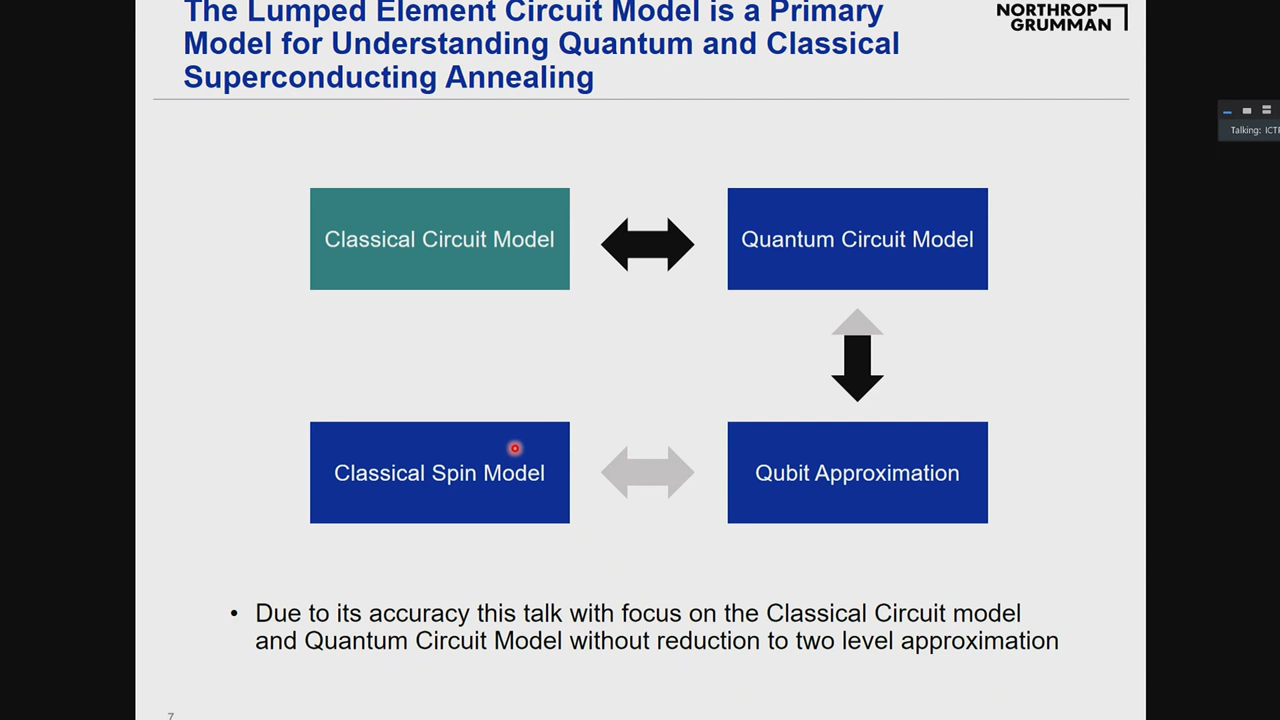 The Lumped Element Circuit Model is a Primary
Model for Understanding Quantum and Classical
Superconducting Annealing
NORTHROP
GRUMMAN
Talking: ICTP
Classical Circuit Model
Quantum Circuit Model
Classical Spin Model
Qubit Approximation
• Due to its accuracy this talk with focus on the Classical Circuit model
and Quantum Circuit Model without reduction to two level approximation
7